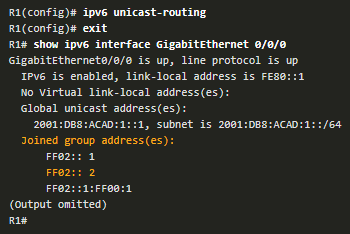 R1(config)# ipv6 unicast-routing
R1(config)# exit
R1# show ipv6 interface GigabitEthernet 0/0/0
GigabitEthernet0/0/0 is up, line protocol is up
IPv6 is enabled, link-local address is FE80::1
No Virtual link-local address(es):
Global unicast address(es):
2001:DB8:ACAD:1::1, subnet is 2001:DB8:ACAD:1::/64
Joined group address(es):
FF02:: 1
FF02:: 2
FF02::1:FF00:1
(Output omitted)
R1#